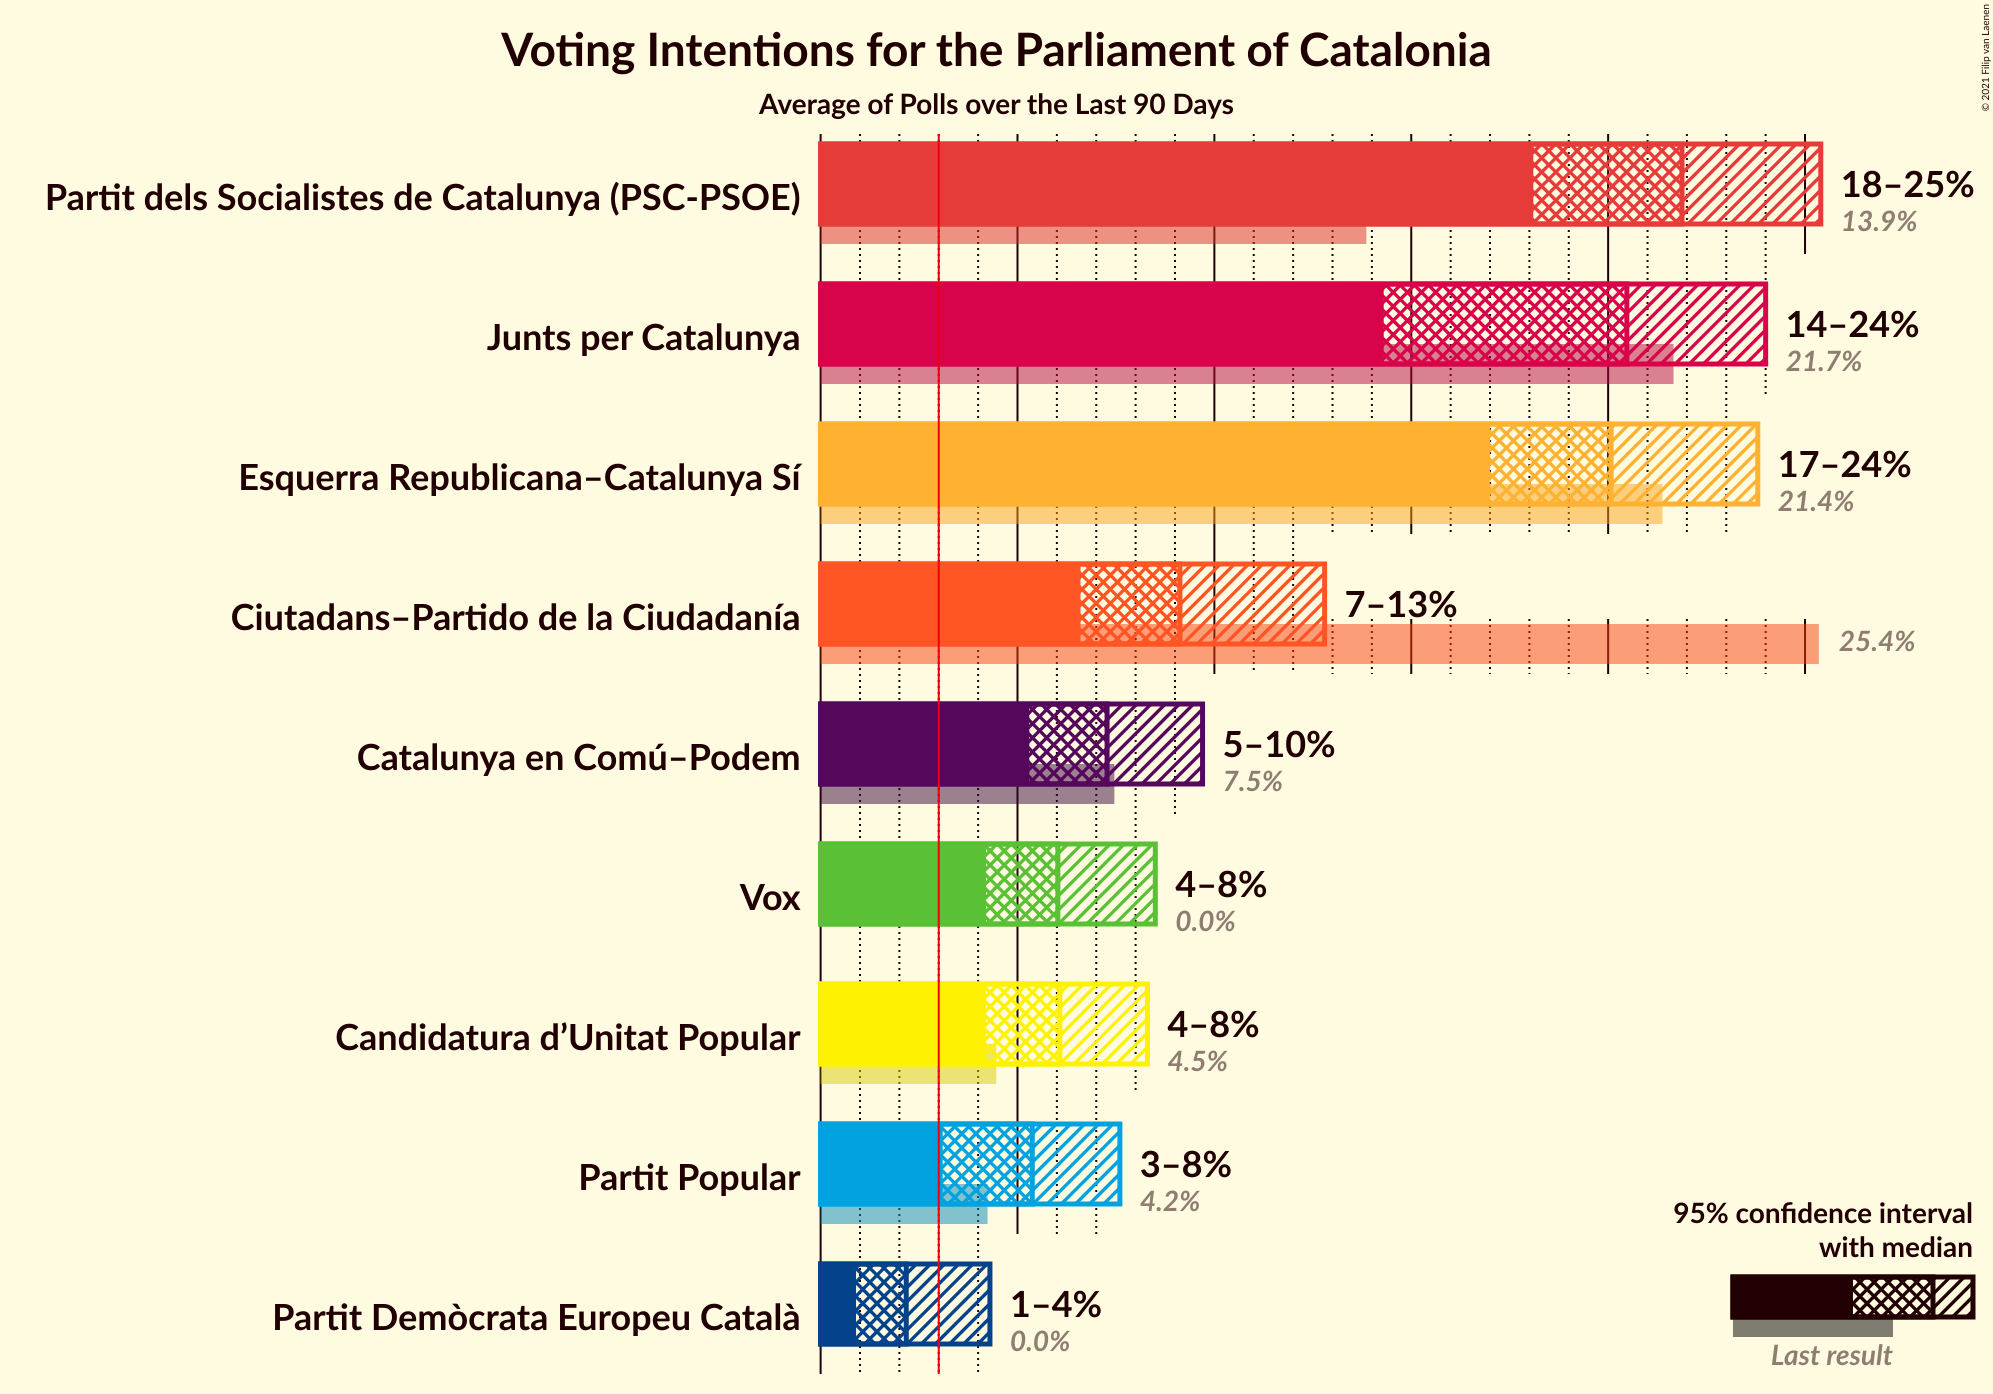 Voting Intentions for the Parliament of Catalonia
Average of Polls over the Last 90 Days
© 2021 Filip van Laenen
Partit dels Socialistes de Catalunya (PSC-PSOE)
18–25%
13.9%
Junts per Catalunya
14–24%
21.7%
Esquerra Republicana–Catalunya Sí
17–24%
21.4%
Ciutadans–Partido de la Ciudadanía
7–13%
25.4%
Catalunya en Comú–Podem
5–10%
7.5%
Vox
4–8%
0.0%
Candidatura d’Unitat Popular
4–8%
4.5%
Partit Popular
3–8%
4.2%
Partit Demòcrata Europeu Català
1–4%
0.0%
95% confidence interval
with median
Last result